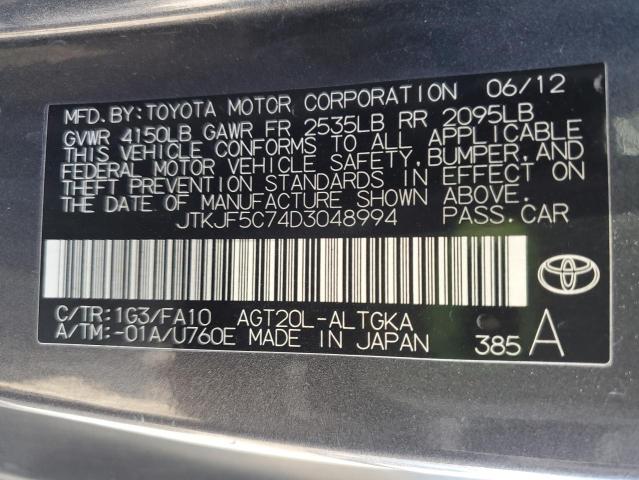 MFD. BY: TOYOTA MOTOR CORPORATION 06/12
GVWR 4150LB GAWR FR 2535LB RR 2095LB
THIS VEHICLE CONFORMS TO ALL APPLICABLE
FEDERAL MOTOR VEHICLE SAFETY, BUMPER, AND
THEFT PREVENTION STANDARDS IN EFFECT ON
THE DATE OF MANUFACTURE SHOWN ABOVE.
JTKJF5C74D3048994 PASS. CAR
C/TR: 1G3/FA10 AGT20L-ALTGKA
A/TM: -01A/U760E MADE IN JAPAN 385 A